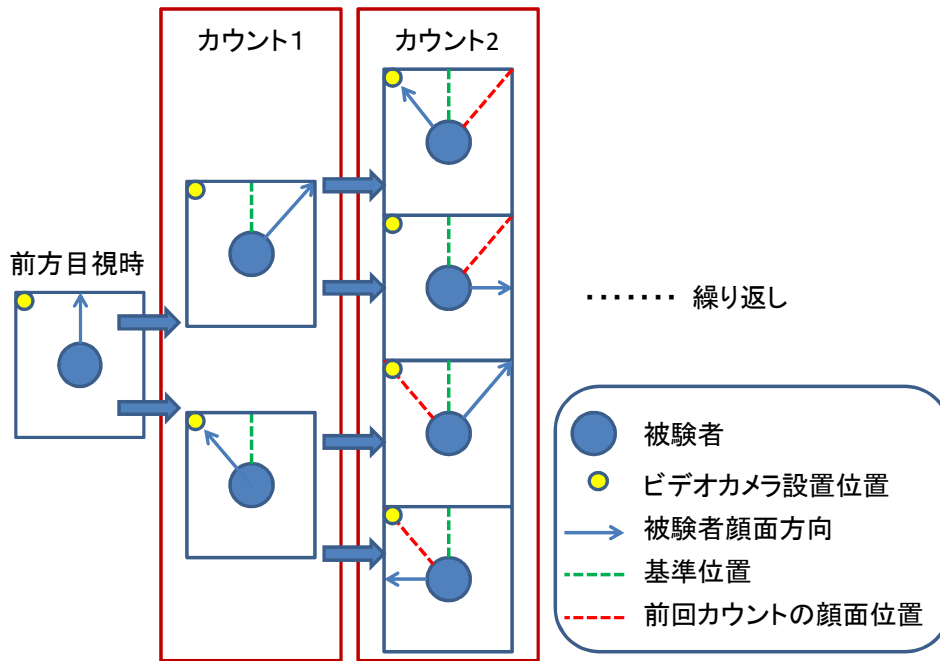 カウント1
カウント2
前方目視時
‥‥‥‥ 繰り返し
被験者
ビデオカメラ設置位置
被験者顔面方向
基準位置
前回カウントの顔面位置